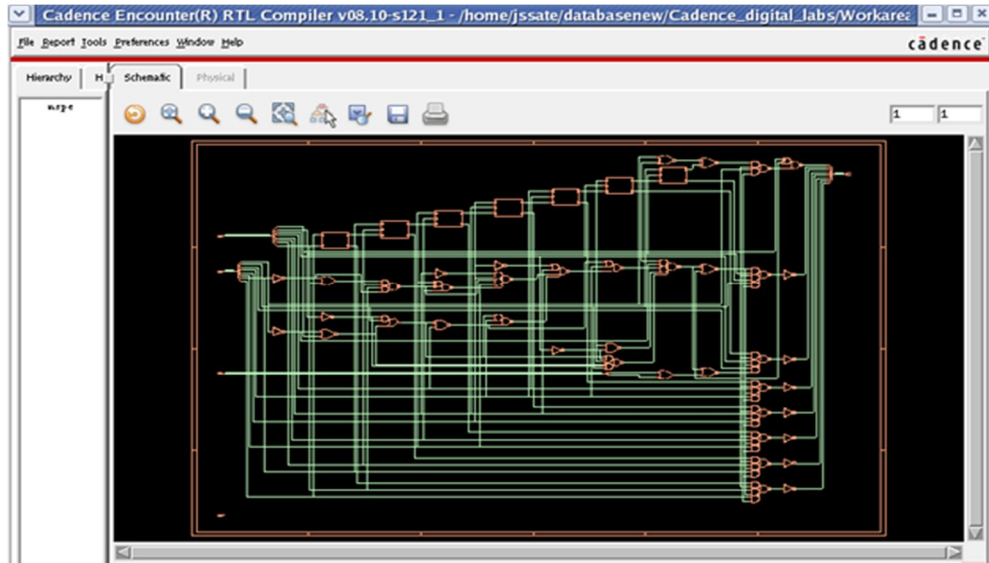 Cadence Encounter(R) RTL Compiler v08.10-s121_1 - /home/jssate/databasenew/Cadence_digital_labs/Workarea
File Report Tools Preferences Window Help
cādence
Hierarchy H Schematic Physical
1 1